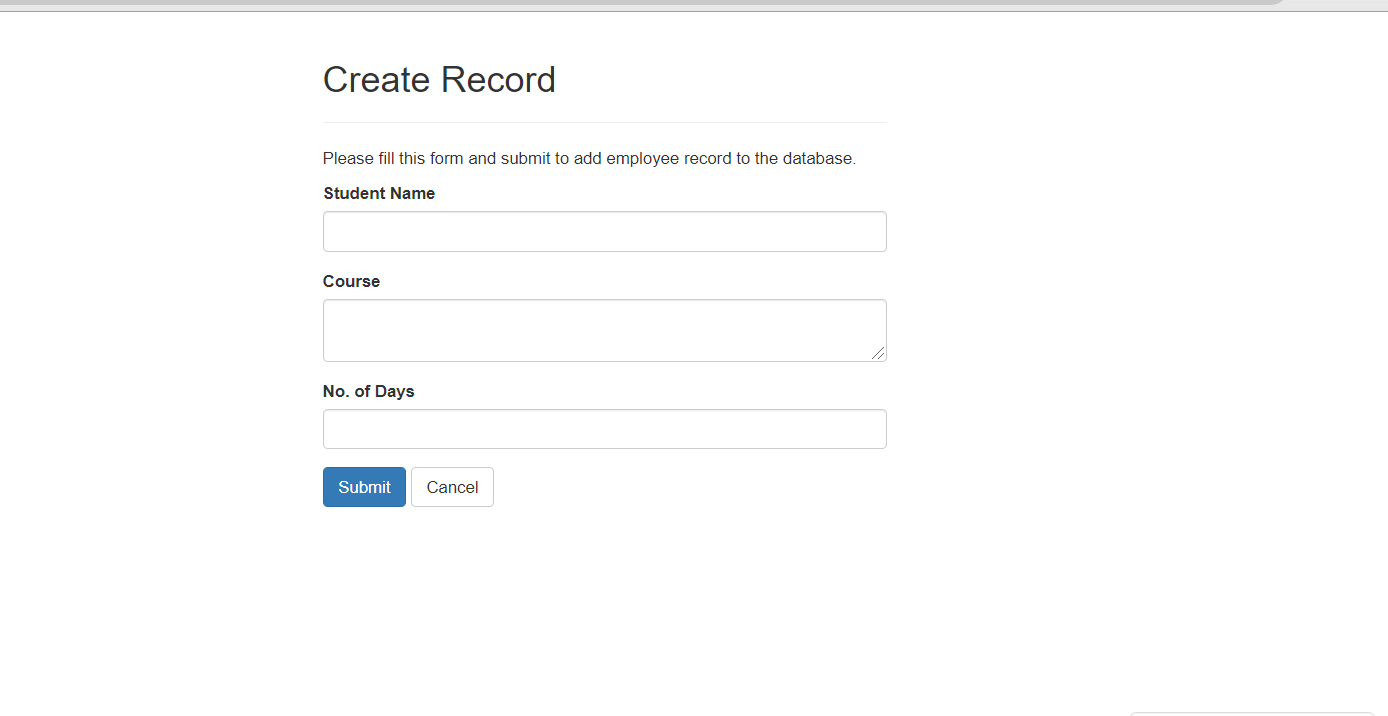 Create Record
Please fill this form and submit to add employee record to the database.
Student Name
Course
No. of Days
Submit Cancel